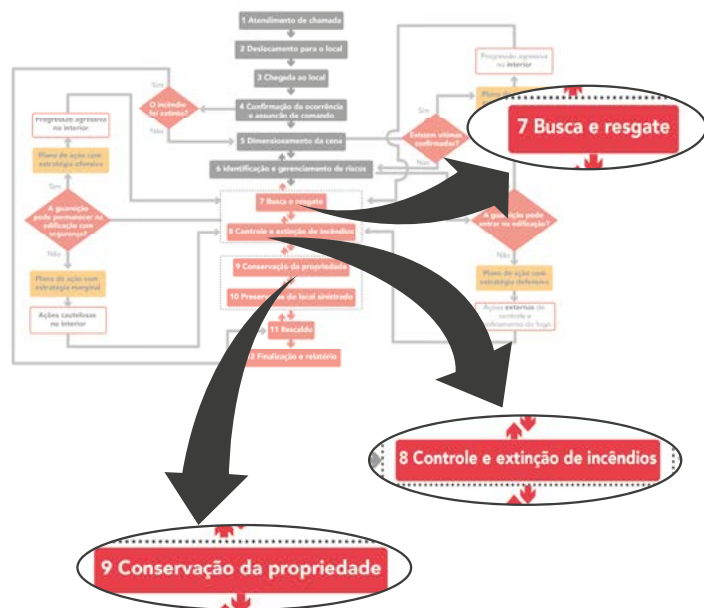 1 Atendimento de chamada
2 Deslocamento para o local
3 Chegada ao local
4 Confirmação da ocorrência
e assunção de comando
5 Dimensionamento da cena
6 Identificação e gerenciamento de riscos
7 Busca e resgate
8 Controle e extinção de incêndios
9 Conservação da propriedade
10 do local sinistrado
11 Rescaldo
2 Finalização e relatório
Sim
O incêndio
foi extinto?
Não
Progressão agressiva
no interior
Plano de ação com
estratégia ofensiva
Sim
A guarnição
pode permanecer na
edificação com
segurança?
Não
Plano de ação com
estratégia marginal
Ações cautelosas
no interior
Progressão agressiva
no interior
Plano
Sim
Existem vítimas
confirmadas?
Não
A guarnição pode
entrar na edificação?
Não
Plano de ação com
estratégia defensiva
Ações externas de
controle e
confinamento do fogo
7 Busca e resgate
8 Controle e extinção de incêndios
9 Conservação da propriedade